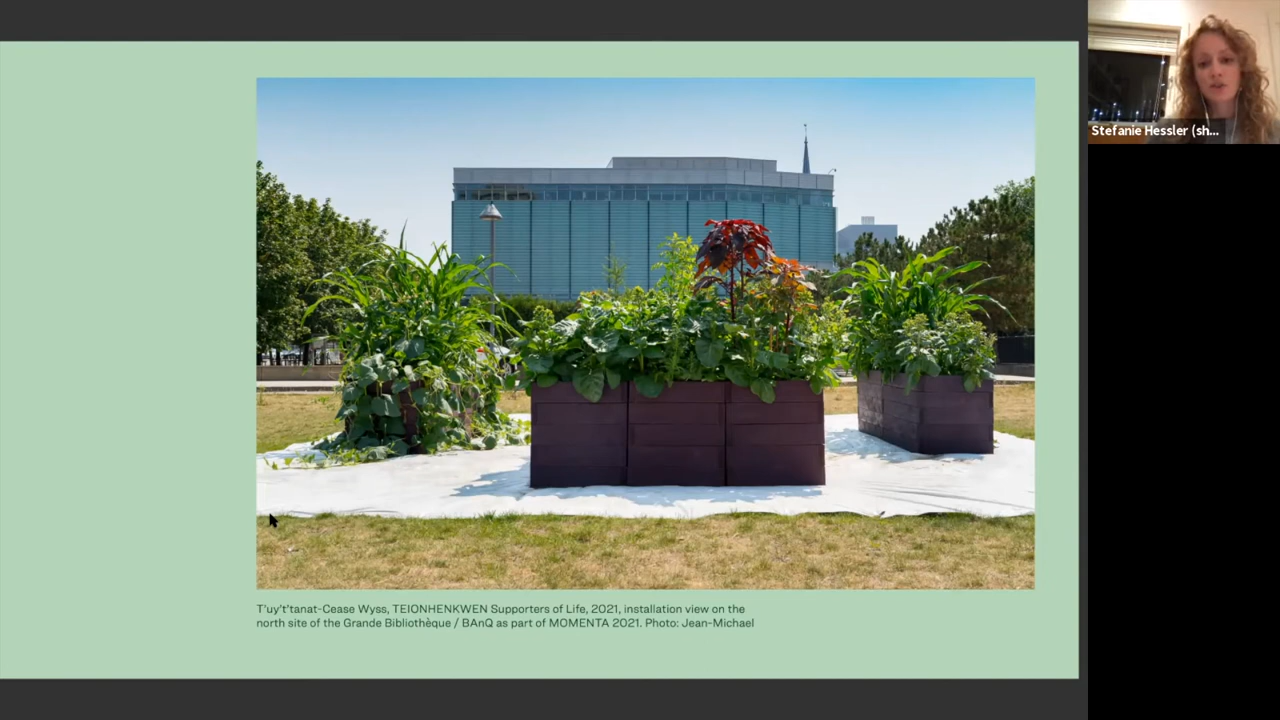 Stefanie Hessler (sh...
T'uy't'tanat-Cease Wyss, TEIONHENKWEN Supporters of Life, 2021, installation view on the
north site of the Grande Bibliothèque / BAnQ as part of MOMENTA 2021. Photo: Jean-Michael